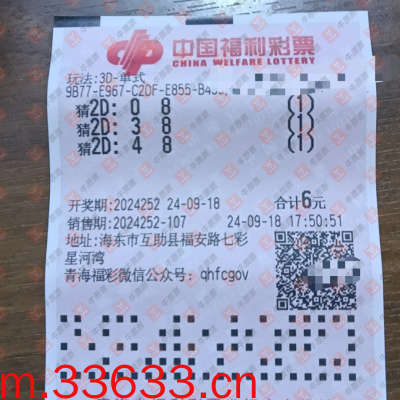 中国福利彩票
CHINA WELFARE LOTTERY
玩法:3D-单式
9B77-E967-C2DF-E855-B43
猜2D: 0 8 (1)
猜2D: 3 8 (1)
猜2D: 4 8 (1)
开奖期:2024252 24-09-18 合计6元
销售期:2024252-107 24-09-18 17:50:51
地址:海东市互助县福安路七彩
星河湾
青海福彩微信公众号: qhfcgov
m.33633.cn